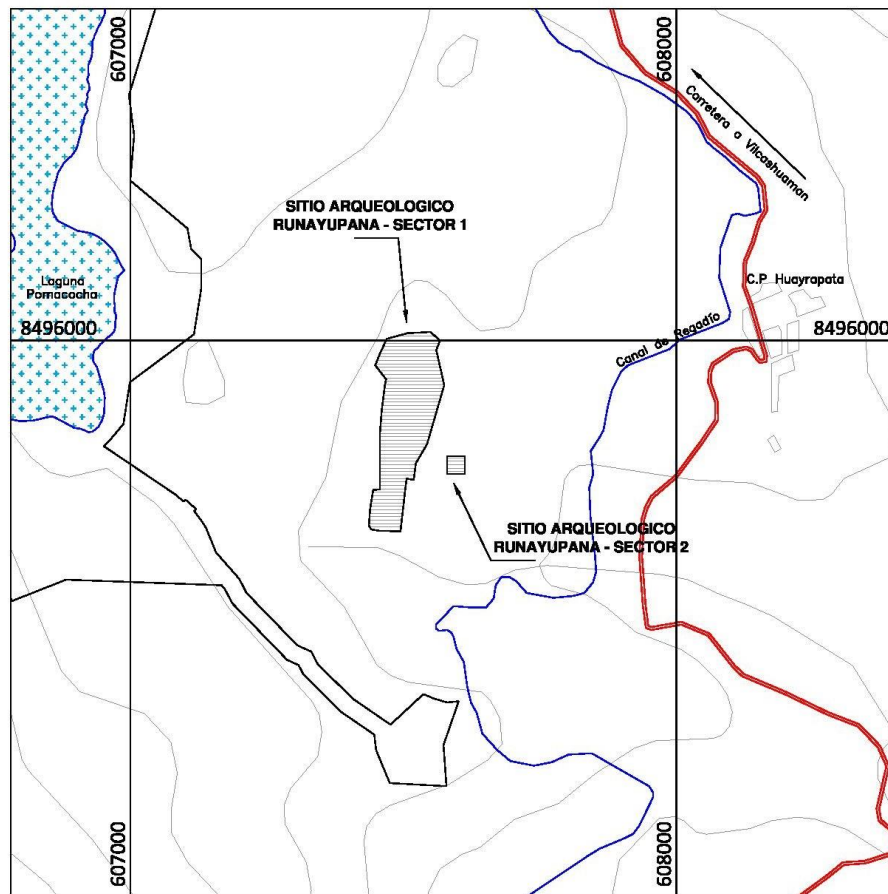 607000
608000
Carretera a Vilcashuaman
SITIO ARQUEOLOGICO
RUNAYUPANA - SECTOR 1
Laguna
Pomacocha
C.P. Huayrapata
8496000
8496000
Canal de Regadío
SITIO ARQUEOLOGICO
RUNAYUPANA - SECTOR 2
607000
608000